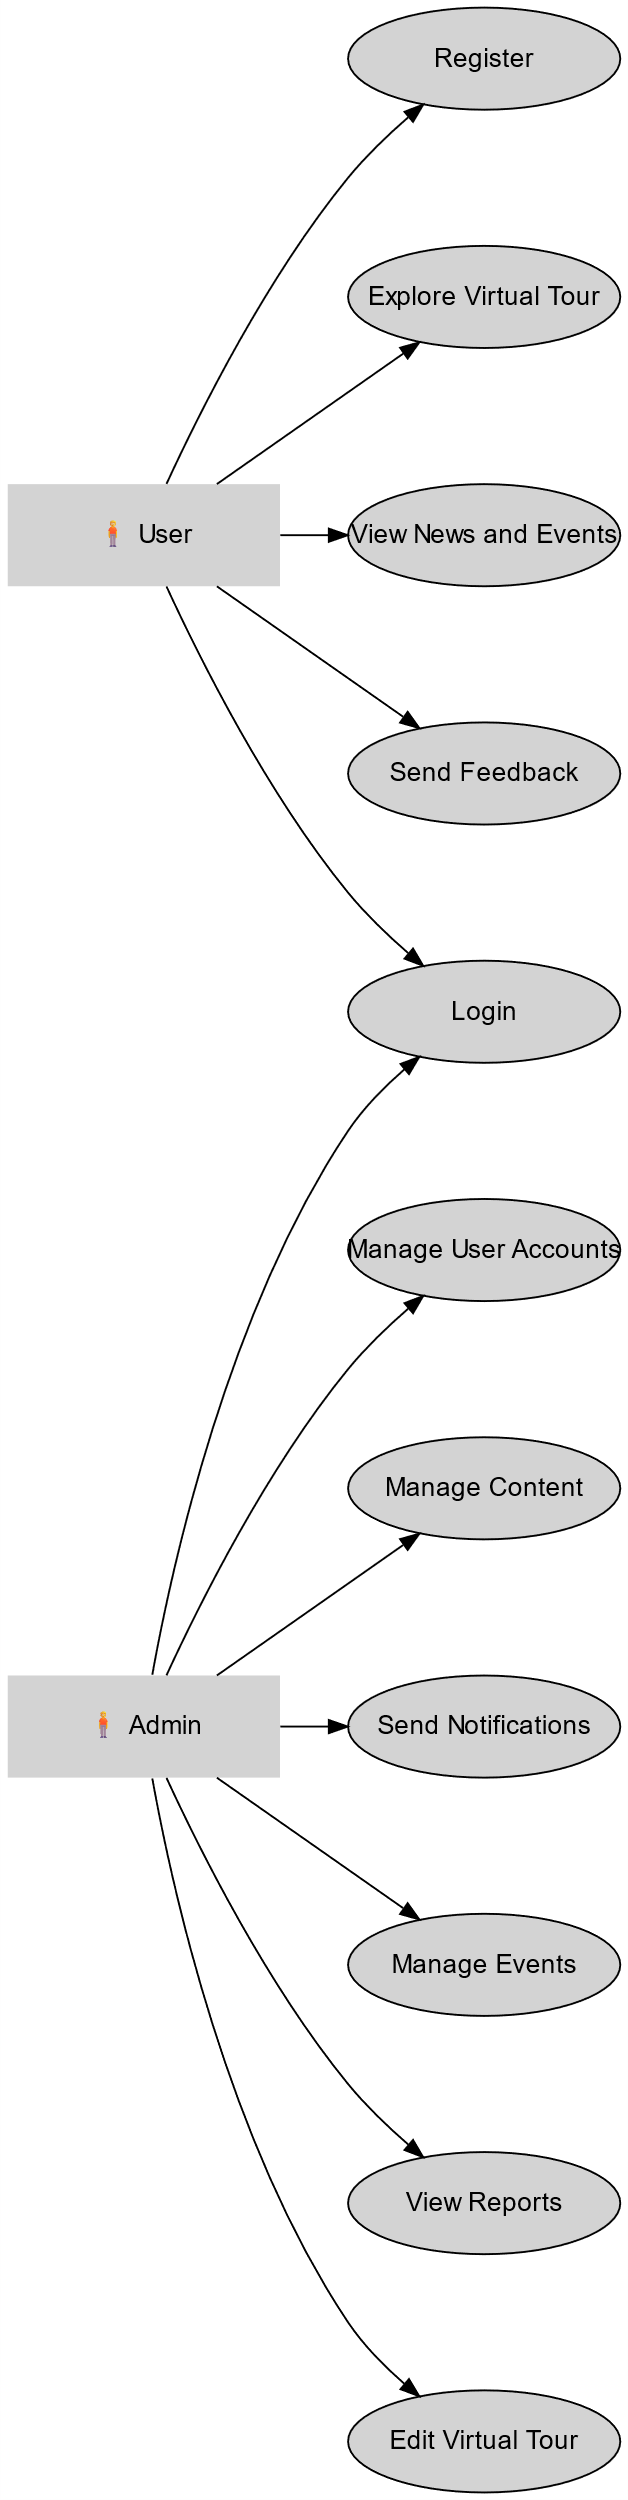 Register
Explore Virtual Tour
🧍 User
View News and Events
Send Feedback
Login
Manage User Accounts
Manage Content
🧍 Admin
Send Notifications
Manage Events
View Reports
Edit Virtual Tour